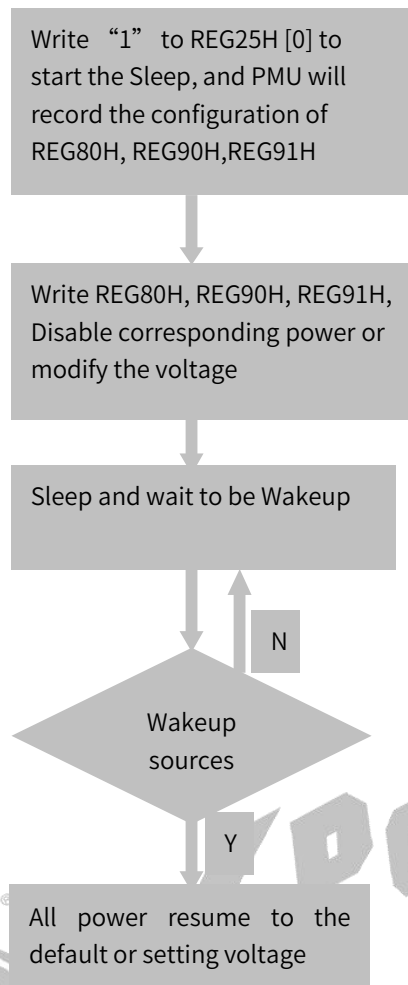 Write “1” to REG25H [0] to
start the Sleep, and PMU will
record the configuration of
REG80H, REG90H,REG91H
Write REG80H, REG90H, REG91H,
Disable corresponding power or
modify the voltage
Sleep and wait to be Wakeup
N
Wakeup
sources
Y
All power resume to the
default or setting voltage